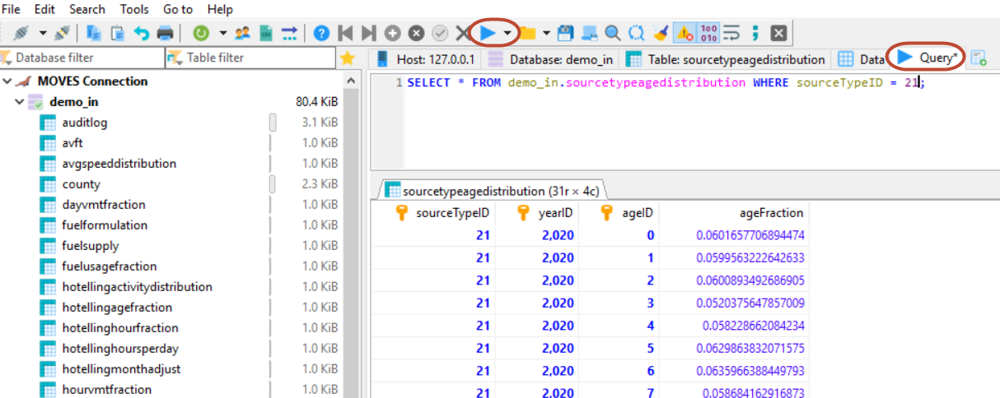 File Edit Search Tools Go to Help
100
010
Database filter
Table filter
Host: 127.0.0.1 Database: demo_in Table: sourcetypeagedistribution Data Query*
MOVES Connection
demo_in 80.4 KiB
auditlog 3.1 KiB
avft 1.0 KiB
avgspeeddistribution 1.0 KiB
county 2.3 KiB
dayvmtfraction 1.0 KiB
fuelformulation 1.0 KiB
fuelsupply 1.0 KiB
fuelusagefraction 1.0 KiB
hotellingactivitydistribution 1.0 KiB
hotellingagefraction 1.0 KiB
hotellinghourfraction 1.0 KiB
hotellinghoursperday 1.0 KiB
hotellingmonthadjust 1.0 KiB
hourvmtfraction 1.0 KiB
1 SELECT * FROM demo_in.sourcetypeagedistribution WHERE sourceTypeID = 21;
sourcetypeagedistribution (31r × 4c)
sourceTypeID yearID ageID ageFraction
21 2,020 0 0.0601657706894474
21 2,020 1 0.0599563222642633
21 2,020 2 0.0600893492686905
21 2,020 3 0.0520375647857009
21 2,020 4 0.058228662084234
21 2,020 5 0.0629863832071575
21 2,020 6 0.0635966388449793
21 2,020 7 0.058684162916873